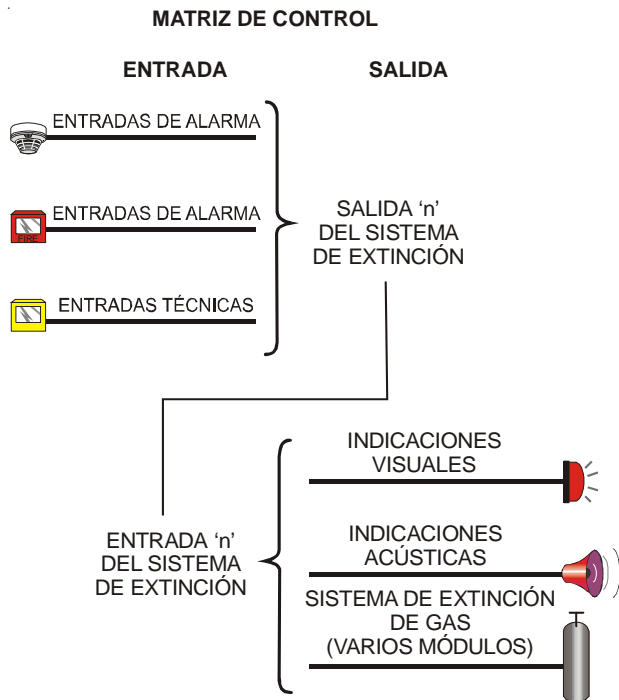 MATRIZ DE CONTROL
ENTRADA
SALIDA
ENTRADAS DE ALARMA
ENTRADAS DE ALARMA
FIRE
ENTRADAS TÉCNICAS
SALIDA ‘n’
DEL SISTEMA
DE EXTINCIÓN
ENTRADA ‘n’
DEL SISTEMA
DE EXTINCIÓN
INDICACIONES
VISUALES
INDICACIONES
ACÚSTICAS
SISTEMA DE EXTINCIÓN
DE GAS
(VARIOS MÓDULOS)